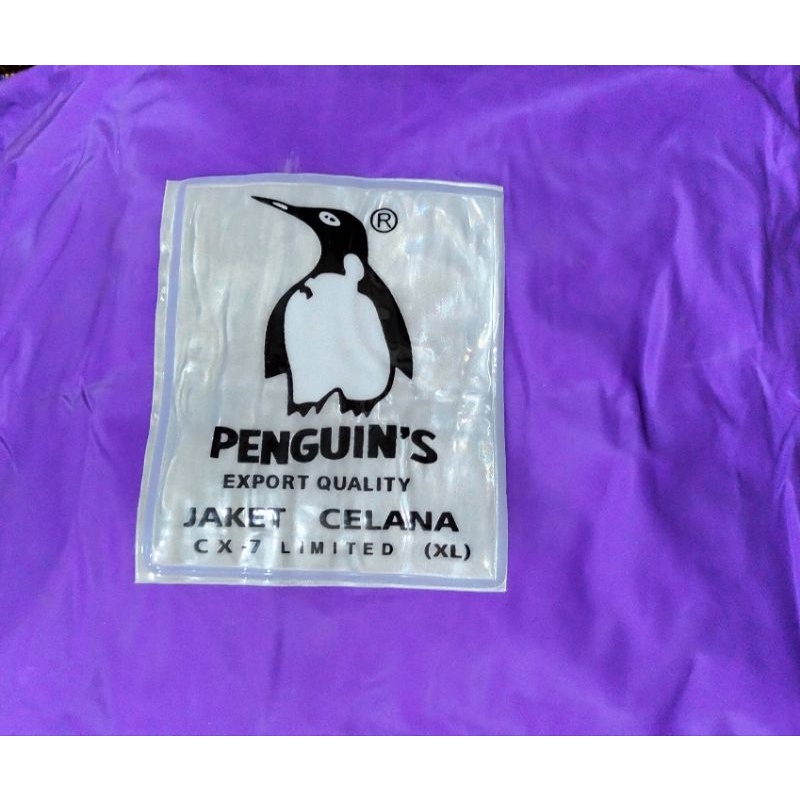 ®
PENGUIN'S
EXPORT QUALITY
JAKET CELANA
CX-7 LIMITED (XL)